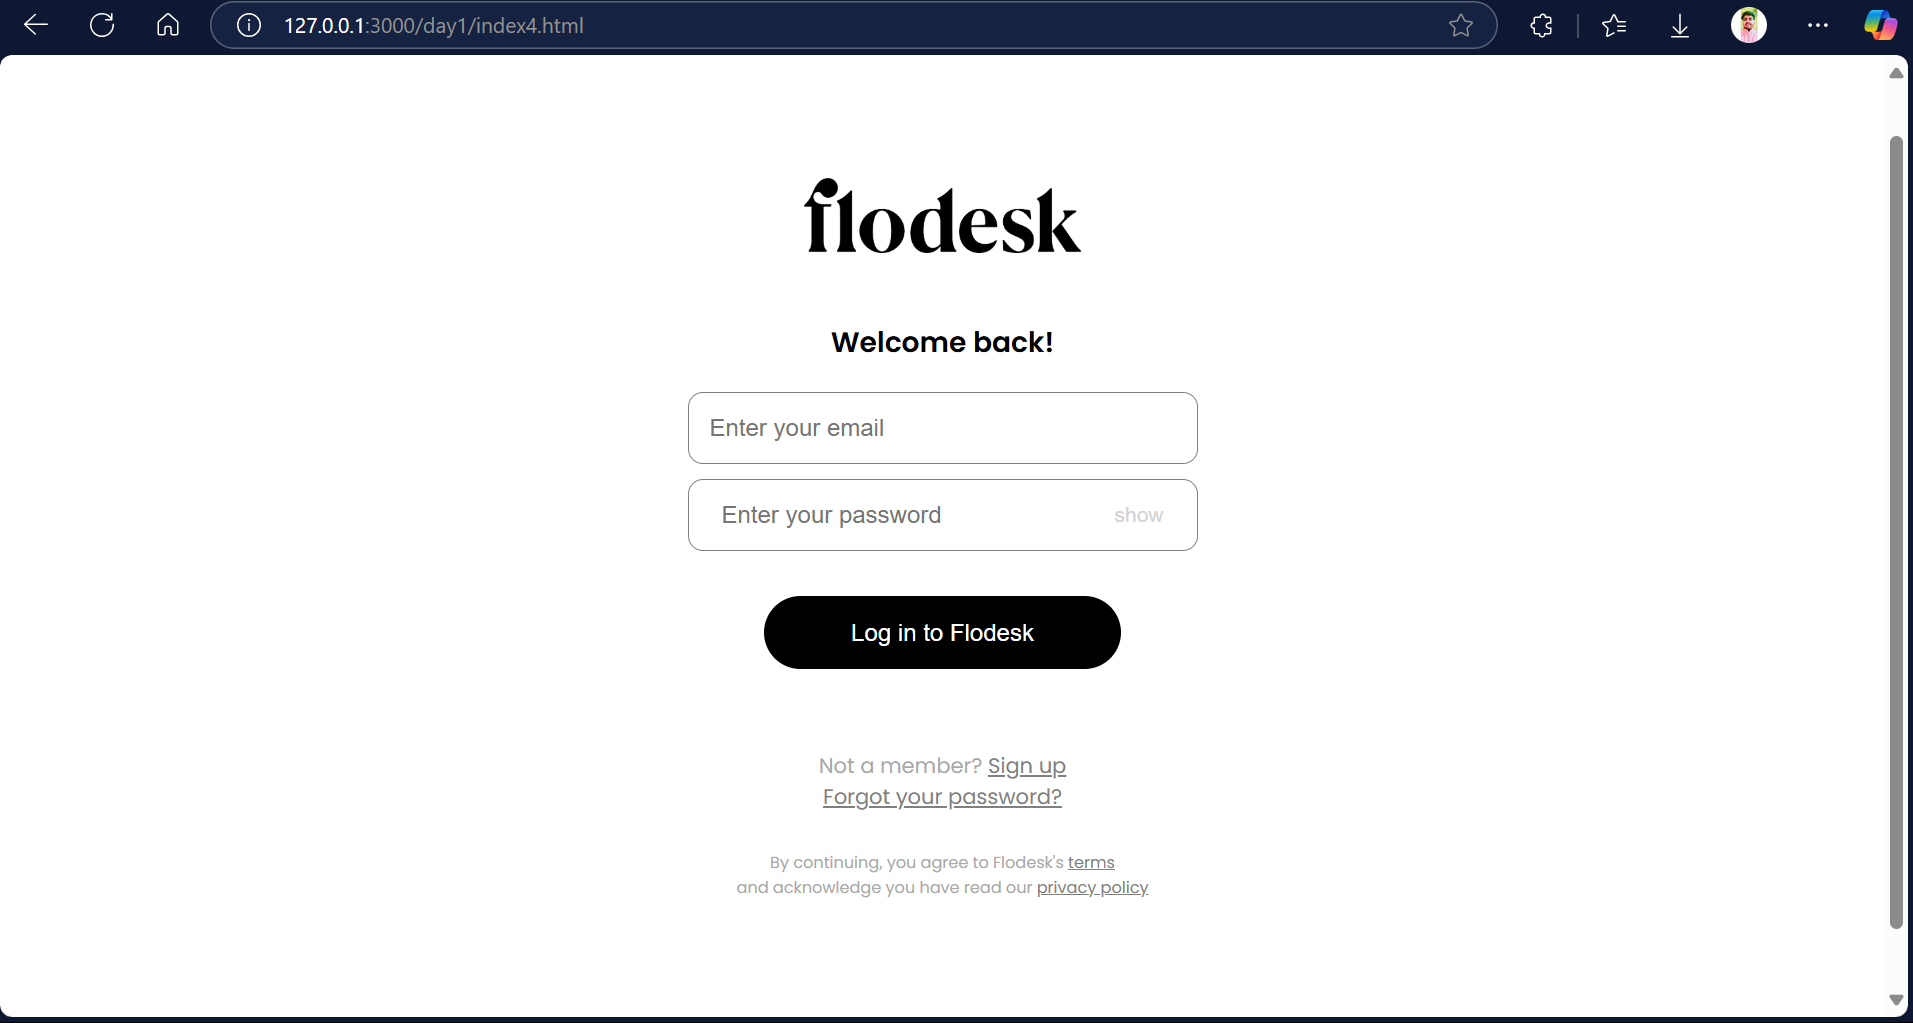 127.0.0.1:3000/day1/index4.html
flodesk
Welcome back!
Enter your email
Enter your password show
Log in to Flodesk
Not a member? Sign up
Forgot your password?
By continuing, you agree to Flodesk's terms
and acknowledge you have read our privacy policy